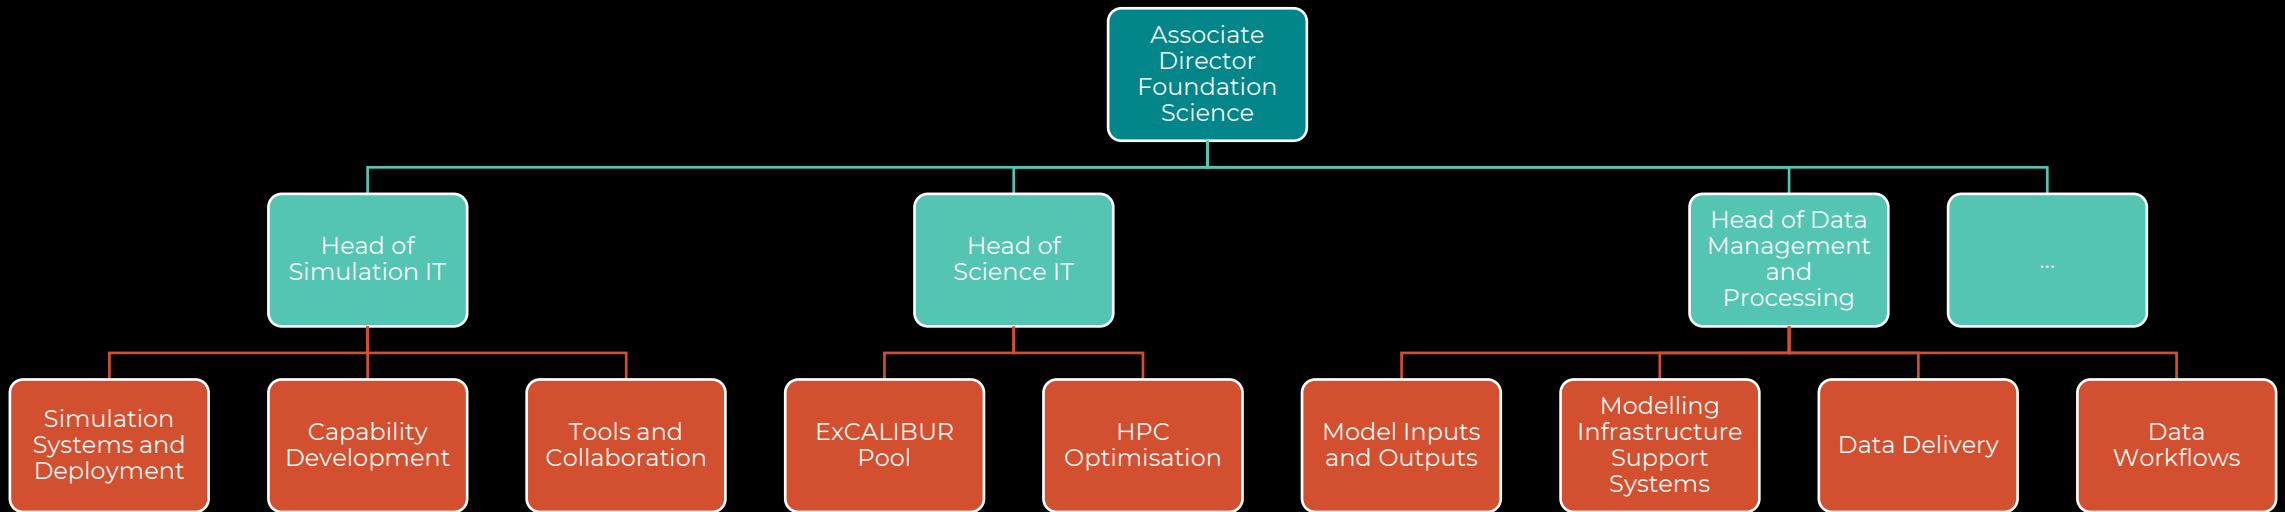 Associate
Director
Foundation
Science
Head of
Simulation IT
Head of
Science IT
Head of Data
Management
and
Processing
...
Simulation
Systems and
Deployment
Capability
Development
Tools and
Collaboration
ExCALIBUR
Pool
HPC
Optimisation
Model Inputs
and Outputs
Modelling
Infrastructure
Support
Systems
Data Delivery
Data
Workflows